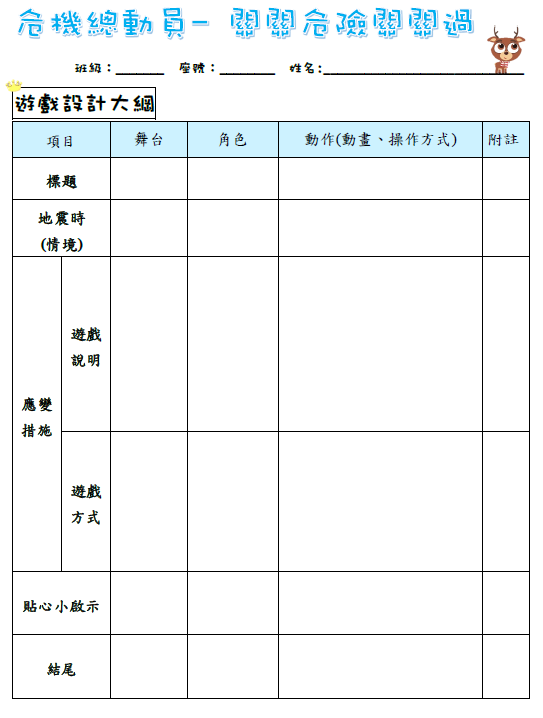 危機總動員- 關關危險關關過
班級：______ 座號：______ 姓名：______
遊戲設計大綱
項目 舞台 角色 動作(動畫、操作方式) 附註
標題
地震時
(情境)
應變
措施
遊戲
說明
遊戲
方式
貼心小啟示
結尾